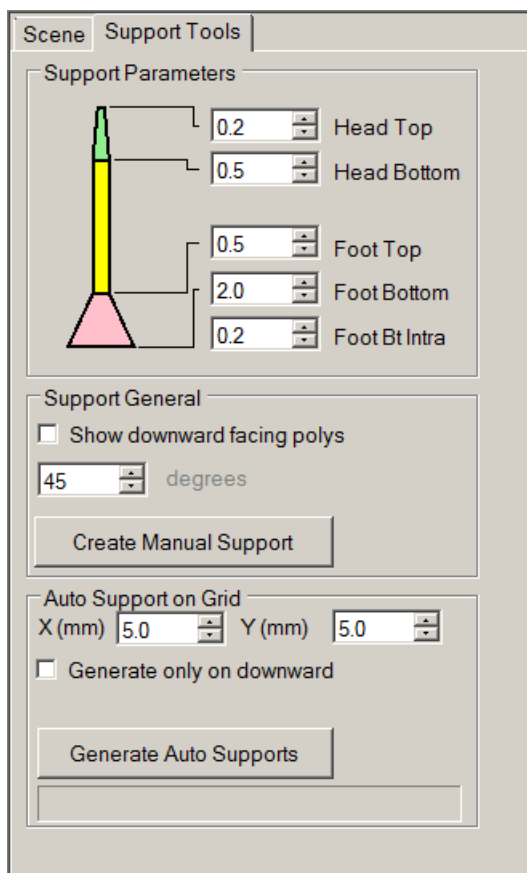 Scene Support Tools
Support Parameters
0.2 Head Top
0.5 Head Bottom
0.5 Foot Top
2.0 Foot Bottom
0.2 Foot Bt Intra
Support General
Show downward facing polys
45 degrees
Create Manual Support
Auto Support on Grid
X (mm) 5.0 Y (mm) 5.0
Generate only on downward
Generate Auto Supports